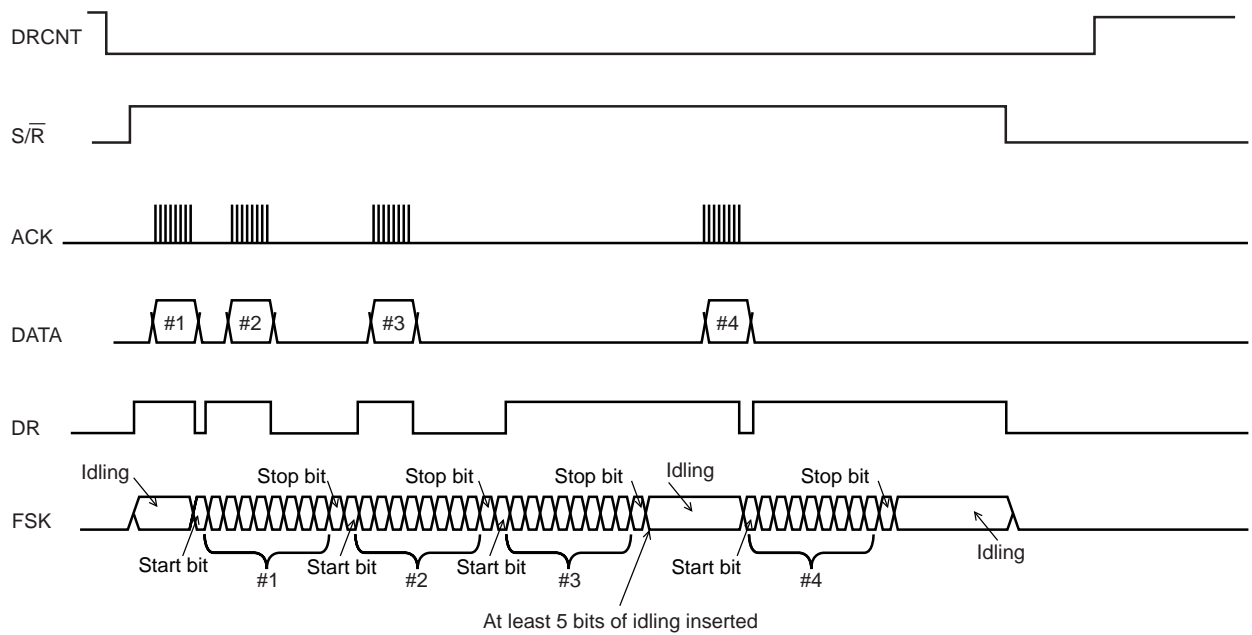 DRCNT
S/R̅
ACK
DATA
#1 #2 #3 #4
DR
Idling Stop bit Stop bit Stop bit Idling Stop bit
FSK
Start bit Start bit Start bit Start bit Idling
#1 #2 #3 #4
At least 5 bits of idling inserted